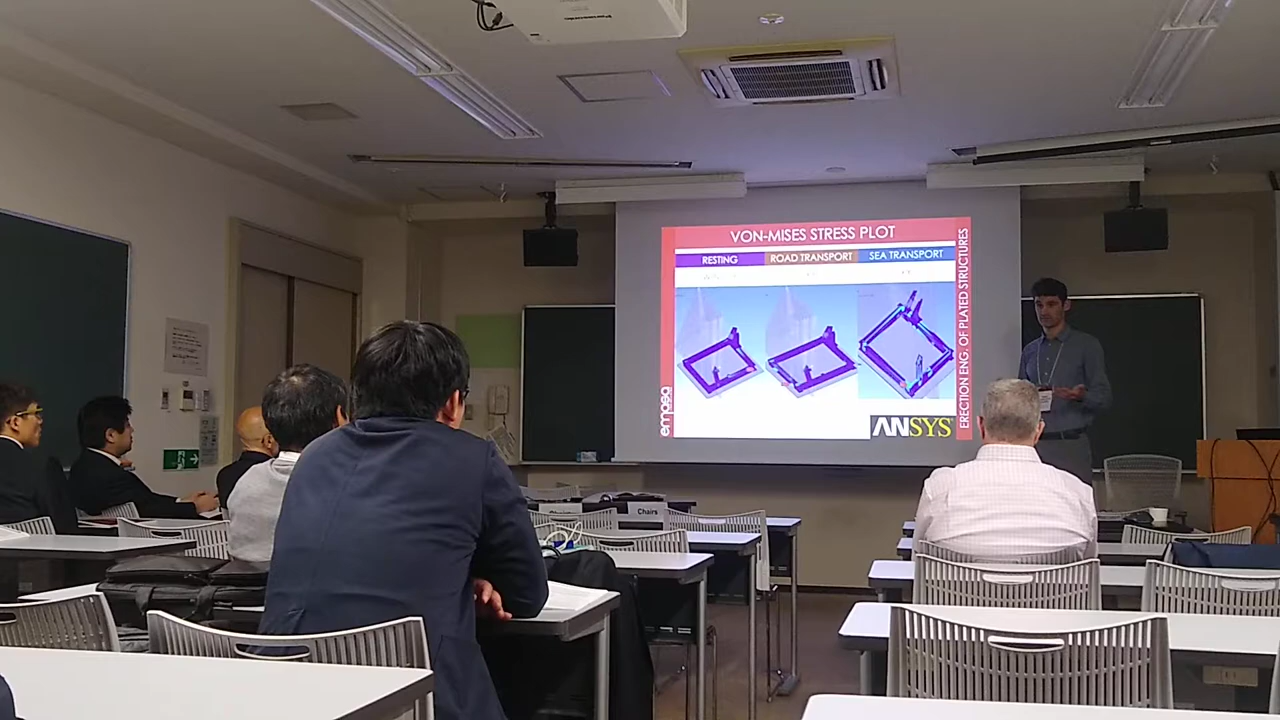 VON-MISES STRESS PLOT
RESTING
ROAD TRANSPORT
SEA TRANSPORT
ERECTION ENG. OF PLATED STRUCTURES
emasa
ANSYS
Chairs